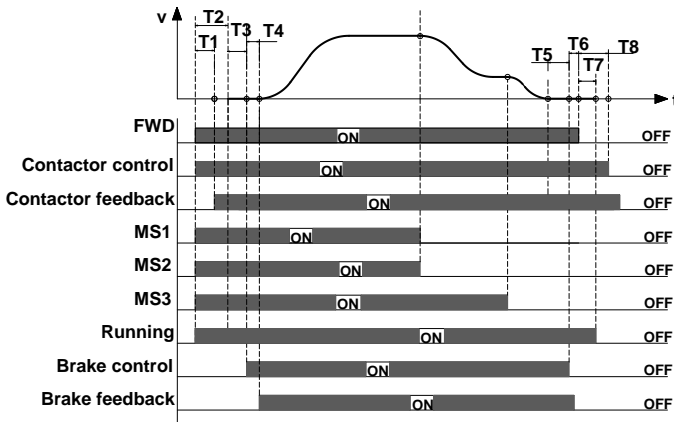 v
T2
T1
T3
T4
T5
T6
T7
T8
t
FWD ON OFF
Contactor control ON OFF
Contactor feedback ON OFF
MS1 ON OFF
MS2 ON OFF
MS3 ON OFF
Running ON OFF
Brake control ON OFF
Brake feedback ON OFF